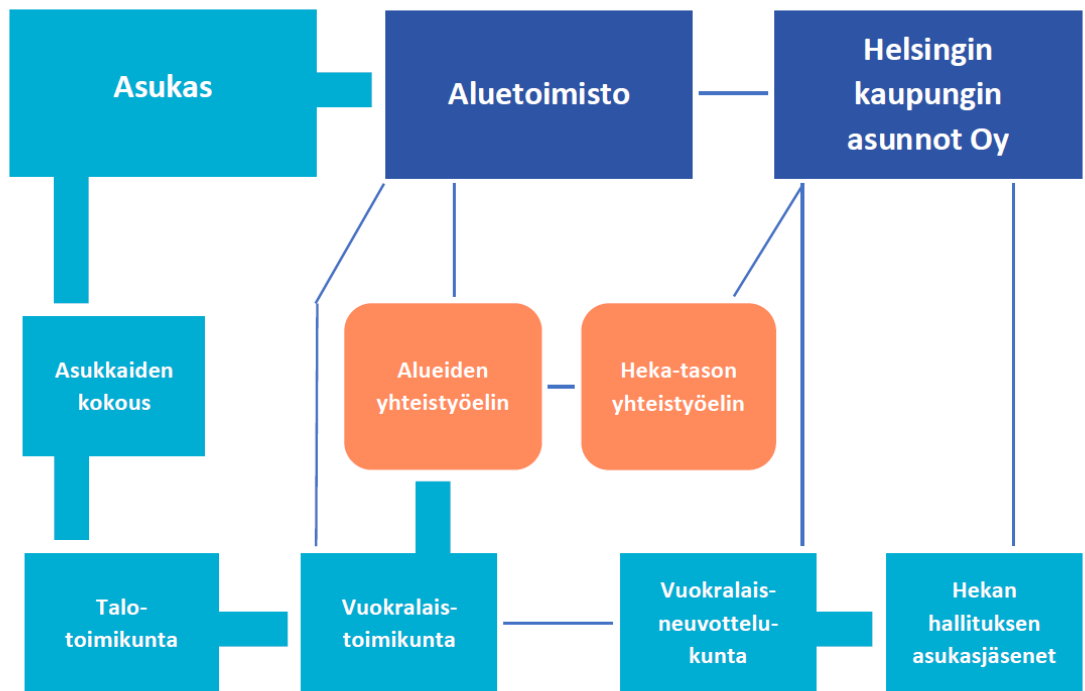 Asukas
Aluetoimisto
Helsingin
kaupungin
asunnot Oy
Asukkaiden
kokous
Alueiden
yhteistyöelin
Heka-tason
yhteistyöelin
Talo-
toimikunta
Vuokralais-
toimikunta
Vuokralais-
neuvottelu-
kunta
Hekan
hallituksen
asukasjäsenet